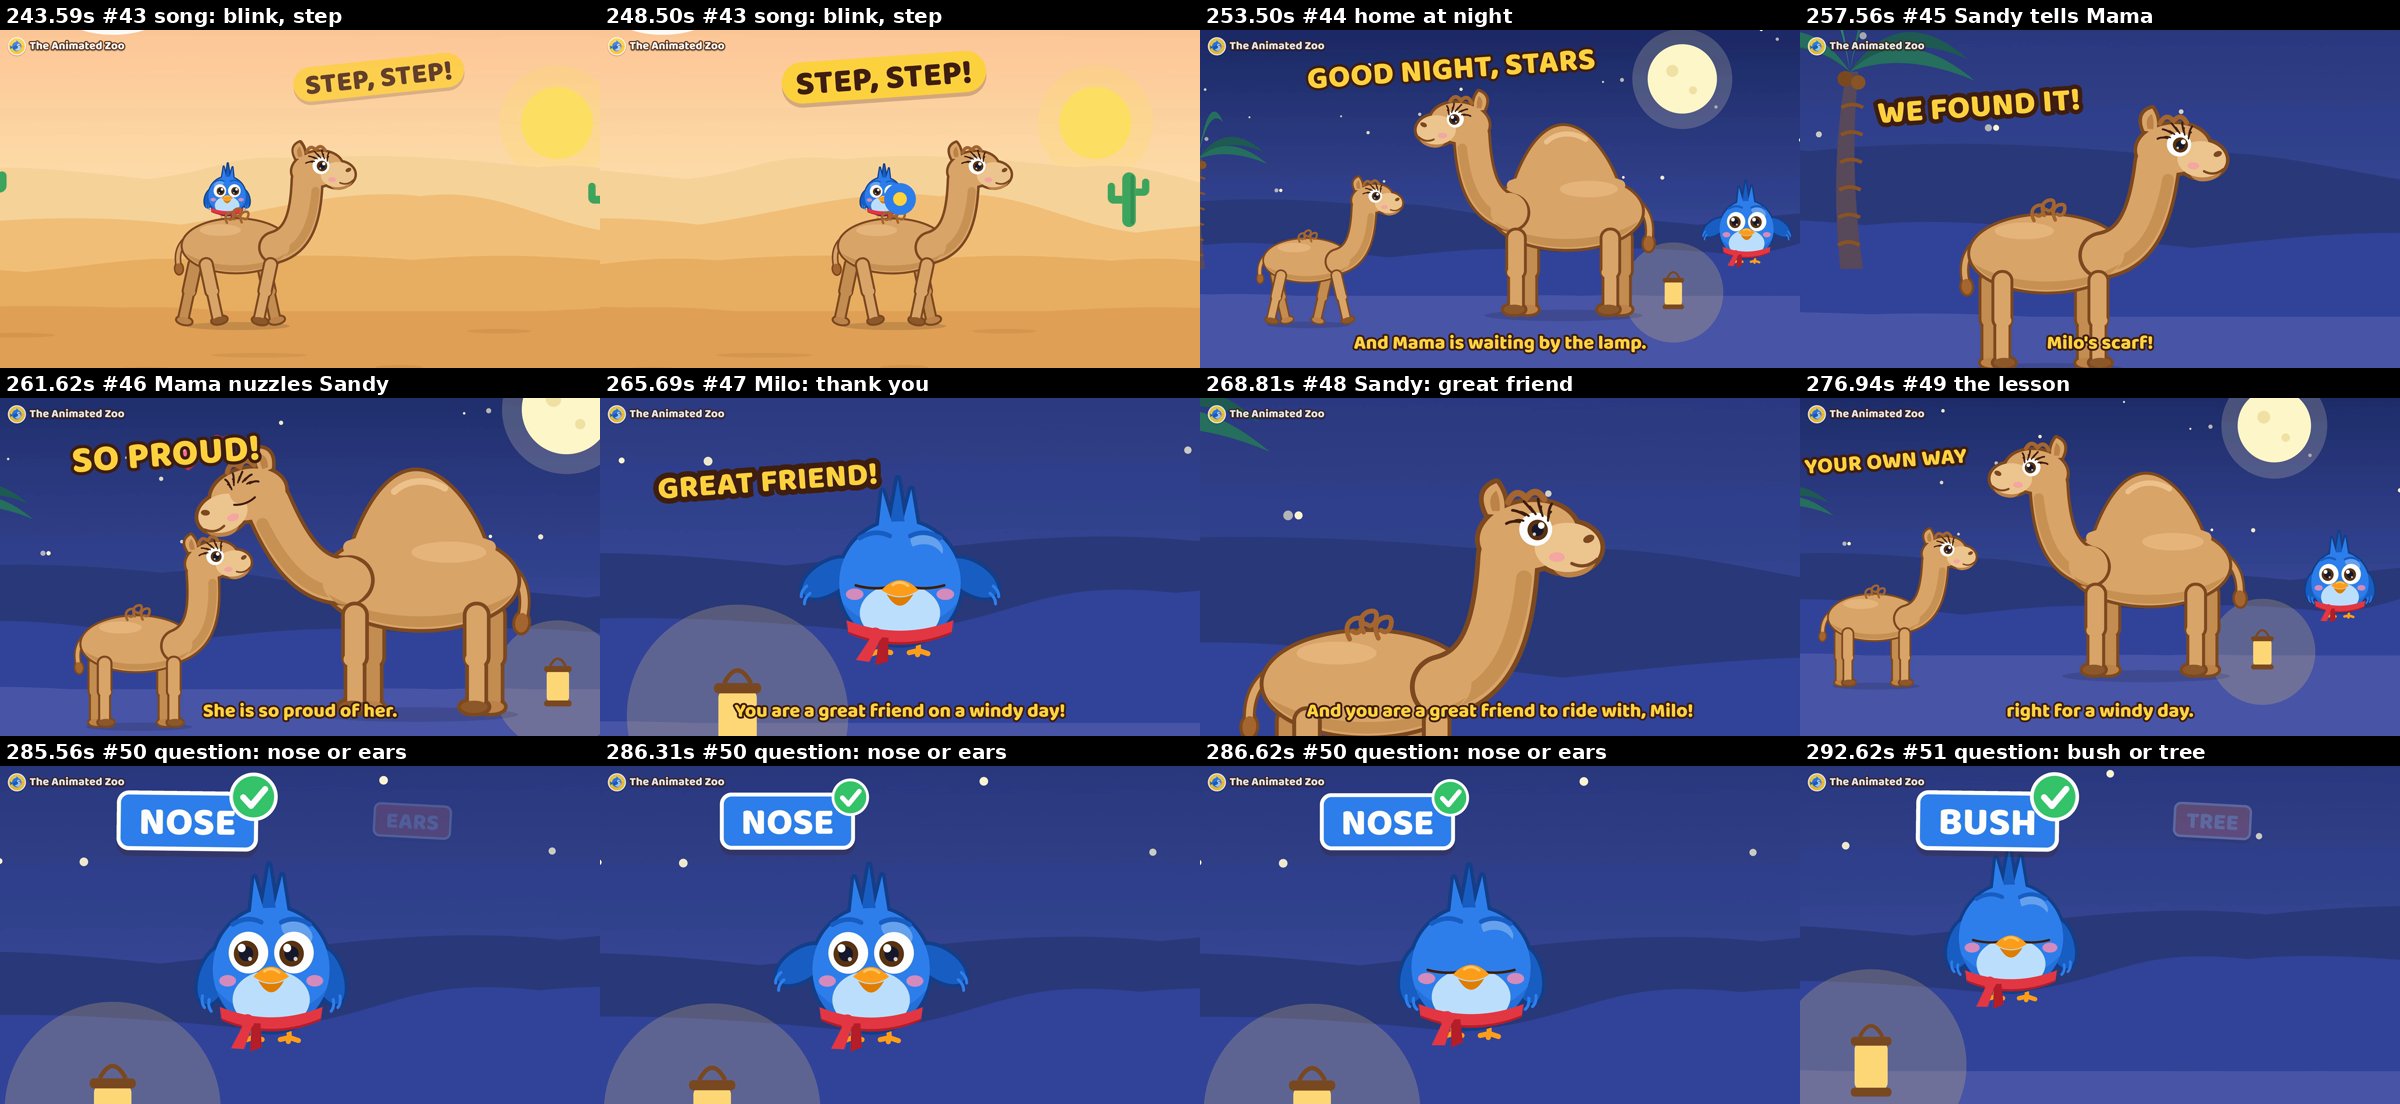 243.59s #43 song: blink, step
The Animated Zoo
STEP, STEP!
248.50s #43 song: blink, step
The Animated Zoo
STEP, STEP!
253.50s #44 home at night
The Animated Zoo
GOOD NIGHT, STARS
And Mama is waiting by the lamp.
257.56s #45 Sandy tells Mama
The Animated Zoo
WE FOUND IT!
Milo's scarf!
261.62s #46 Mama nuzzles Sandy
The Animated Zoo
SO PROUD!
She is so proud of her.
265.69s #47 Milo: thank you
The Animated Zoo
GREAT FRIEND!
You are a great friend on a windy day!
268.81s #48 Sandy: great friend
The Animated Zoo
And you are a great friend to ride with, Milo!
276.94s #49 the lesson
The Animated Zoo
YOUR OWN WAY
right for a windy day.
285.56s #50 question: nose or ears
The Animated Zoo
NOSE
EARS
286.31s #50 question: nose or ears
The Animated Zoo
NOSE
286.62s #50 question: nose or ears
The Animated Zoo
NOSE
292.62s #51 question: bush or tree
The Animated Zoo
BUSH
TREE